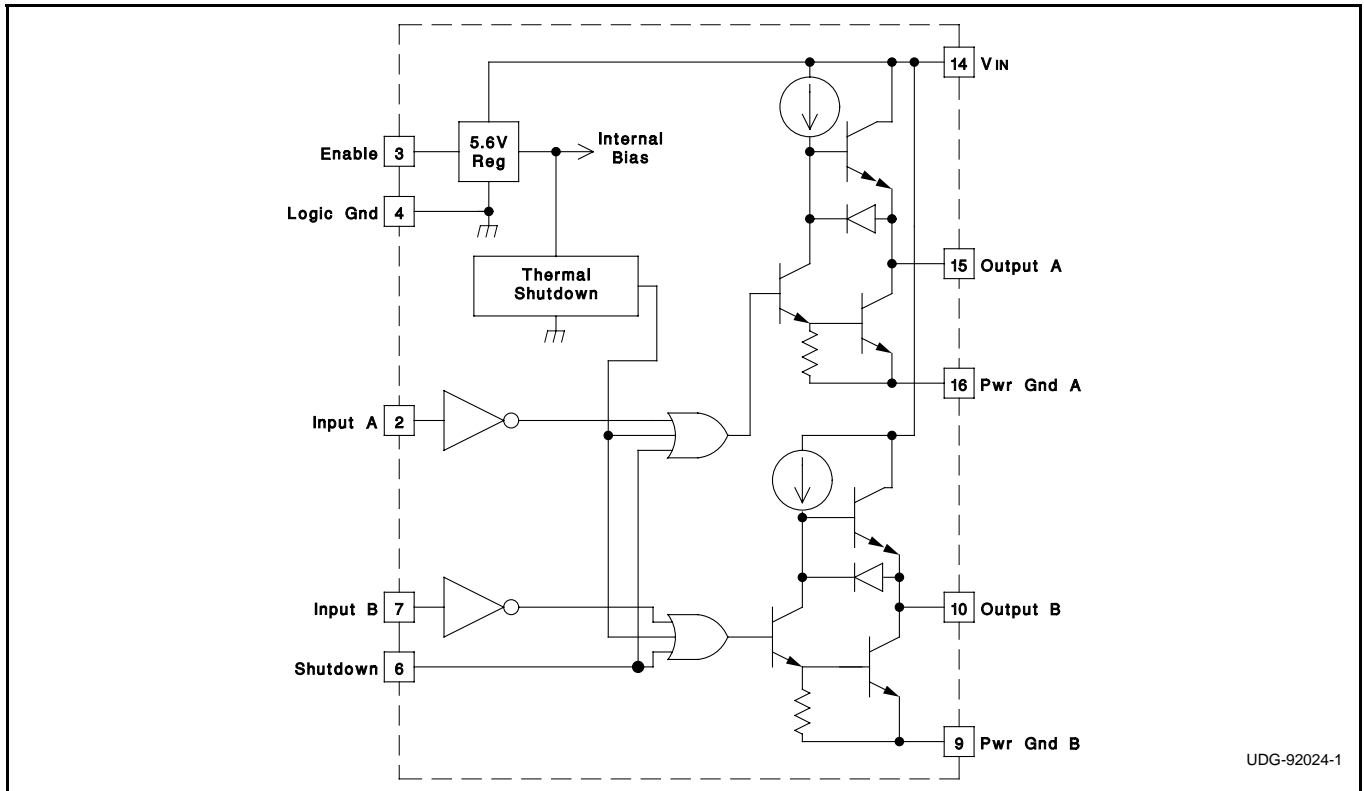 14 VIN
Enable 3
5.6V
Reg
Internal
Bias
Logic Gnd 4
Thermal
Shutdown
15 Output A
16 Pwr Gnd A
Input A 2
Input B 7
10 Output B
Shutdown 6
9 Pwr Gnd B
UDG-92024-1